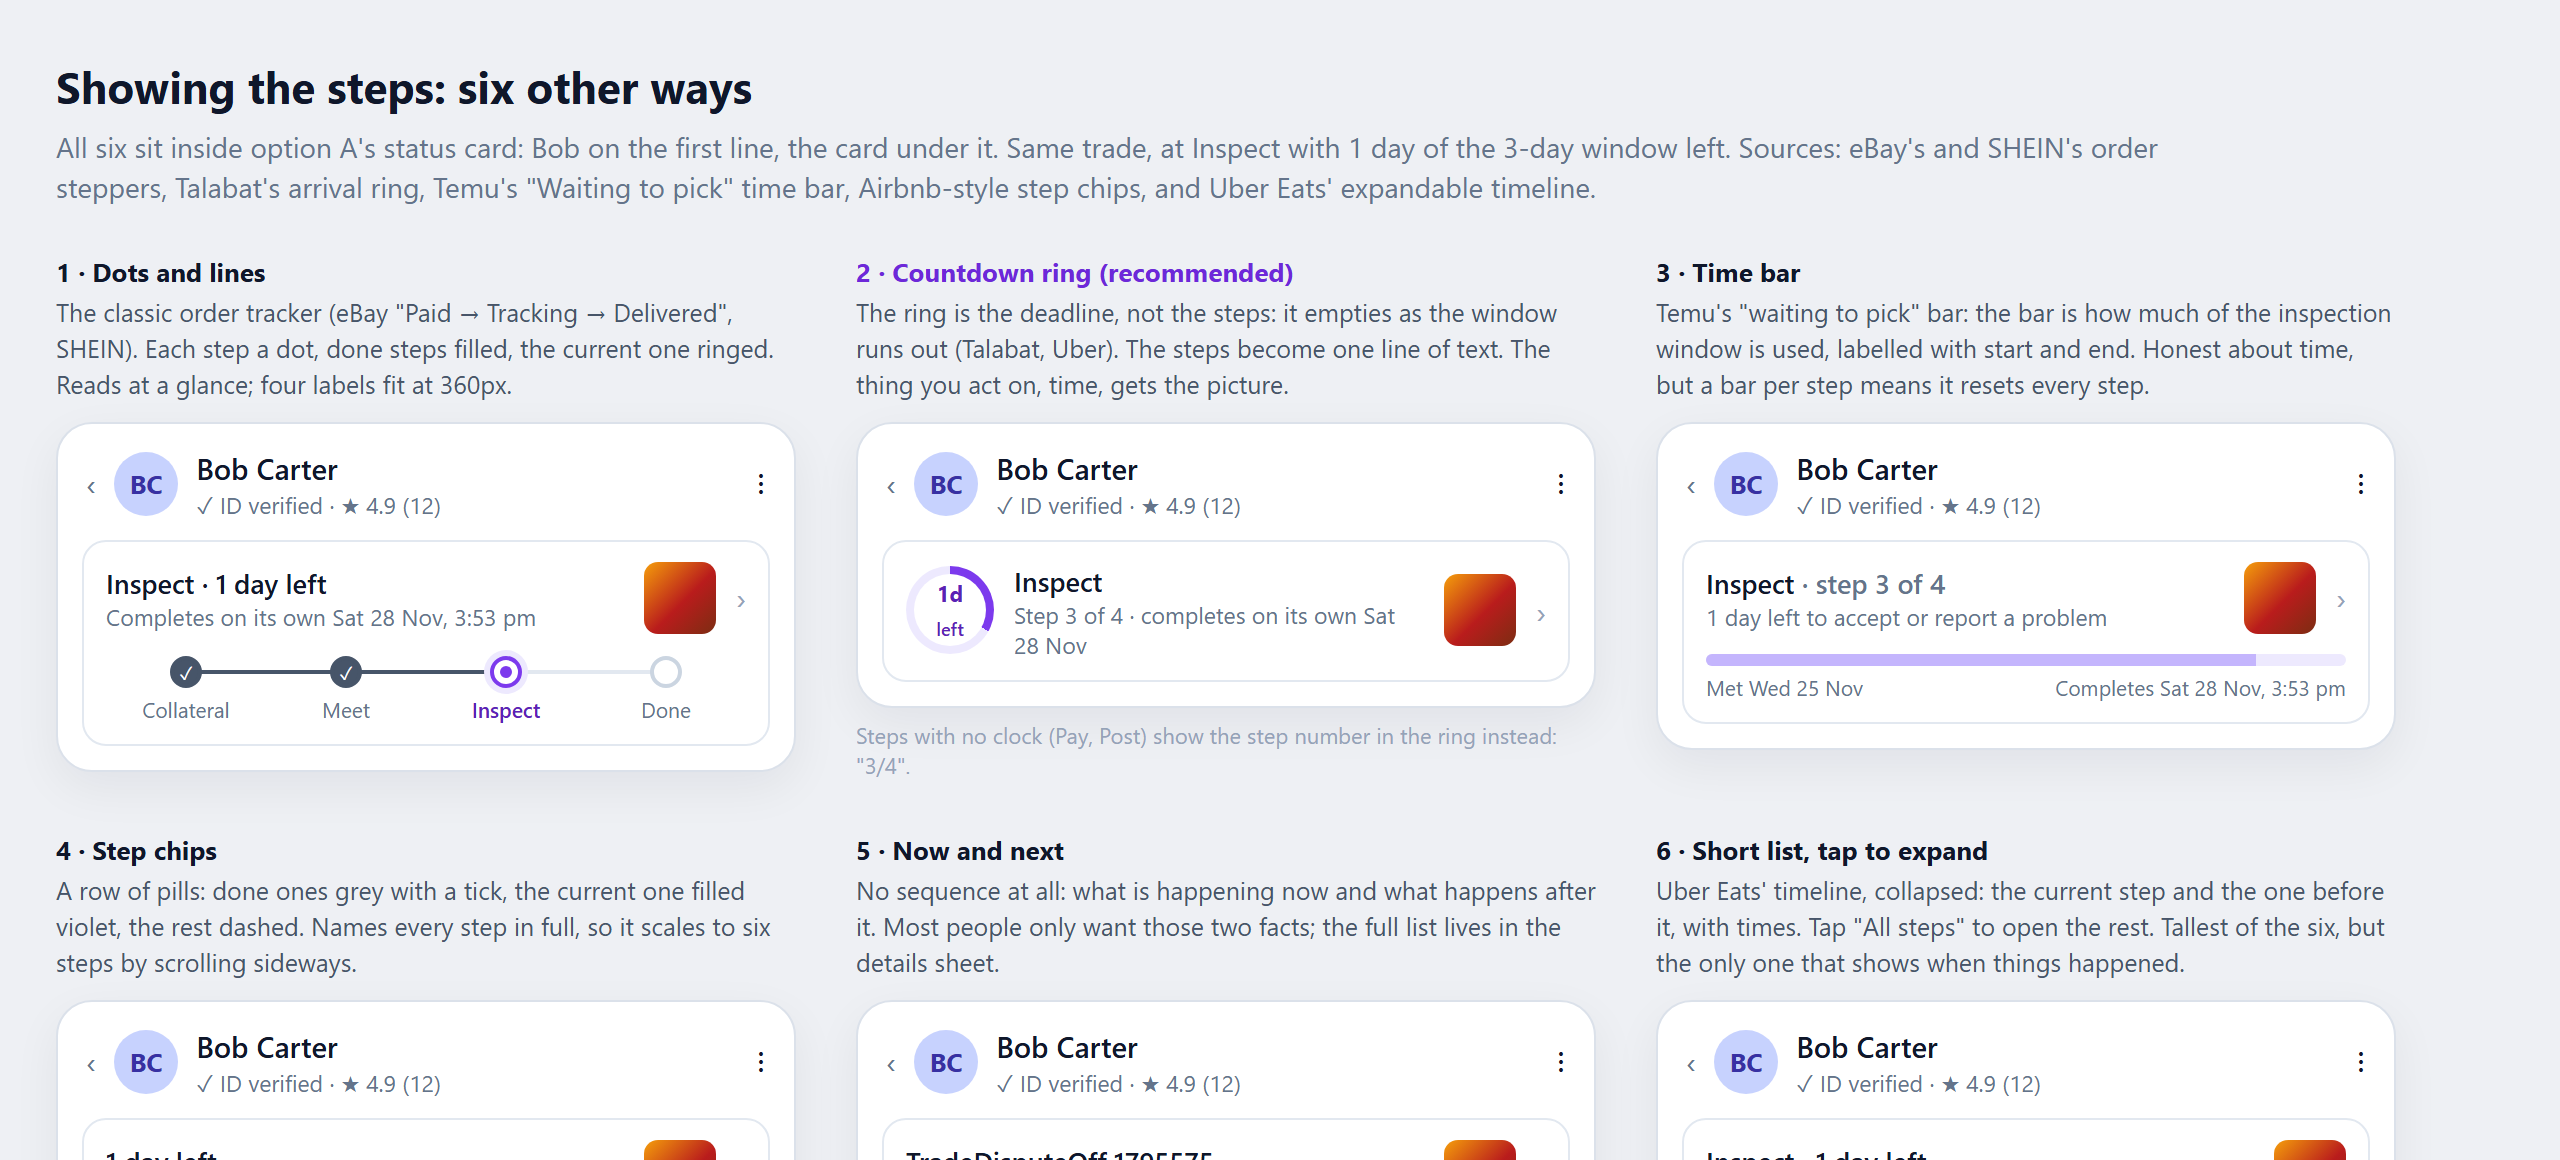 Showing the steps: six other ways
All six sit inside option A's status card: Bob on the first line, the card under it. Same trade, at Inspect with 1 day of the 3-day window left. Sources: eBay's and SHEIN's order
steppers, Talabat's arrival ring, Temu's "Waiting to pick" time bar, Airbnb-style step chips, and Uber Eats' expandable timeline.
1 · Dots and lines
The classic order tracker (eBay "Paid → Tracking → Delivered",
SHEIN). Each step a dot, done steps filled, the current one ringed.
Reads at a glance; four labels fit at 360px.
‹
BC
Bob Carter
✓ ID verified · ★ 4.9 (12)
⋮
Inspect · 1 day left
Completes on its own Sat 28 Nov, 3:53 pm
›
✓
✓
Collateral
Meet
Inspect
Done
2 · Countdown ring (recommended)
The ring is the deadline, not the steps: it empties as the window
runs out (Talabat, Uber). The steps become one line of text. The
thing you act on, time, gets the picture.
‹
BC
Bob Carter
✓ ID verified · ★ 4.9 (12)
⋮
1d
left
Inspect
Step 3 of 4 · completes on its own Sat
28 Nov
›
Steps with no clock (Pay, Post) show the step number in the ring instead:
"3/4".
3 · Time bar
Temu's "waiting to pick" bar: the bar is how much of the inspection
window is used, labelled with start and end. Honest about time,
but a bar per step means it resets every step.
‹
BC
Bob Carter
✓ ID verified · ★ 4.9 (12)
⋮
Inspect · step 3 of 4
1 day left to accept or report a problem
›
Met Wed 25 Nov
Completes Sat 28 Nov, 3:53 pm
4 · Step chips
A row of pills: done ones grey with a tick, the current one filled
violet, the rest dashed. Names every step in full, so it scales to six
steps by scrolling sideways.
‹
BC
Bob Carter
✓ ID verified · ★ 4.9 (12)
⋮
1 day left
5 · Now and next
No sequence at all: what is happening now and what happens after
it. Most people only want those two facts; the full list lives in the
details sheet.
‹
BC
Bob Carter
✓ ID verified · ★ 4.9 (12)
⋮
TradeDisputeOff 1795575
6 · Short list, tap to expand
Uber Eats' timeline, collapsed: the current step and the one before
it, with times. Tap "All steps" to open the rest. Tallest of the six, but
the only one that shows when things happened.
‹
BC
Bob Carter
✓ ID verified · ★ 4.9 (12)
⋮
Inspect · 1 day left